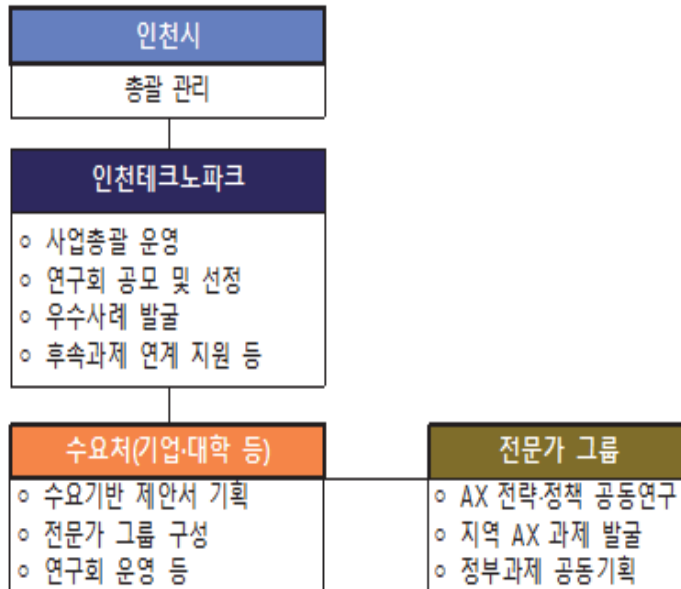 인천시
총괄 관리
인천테크노파크
○ 사업총괄 운영
○ 연구회 공모 및 선정
○ 우수사례 발굴
○ 후속과제 연계 지원 등
수요처(기업·대학 등)
○ 수요기반 제안서 기획
○ 전문가 그룹 구성
○ 연구회 운영 등
전문가 그룹
○ AX 전략·정책 공동연구
○ 지역 AX 과제 발굴
○ 정부과제 공동기획